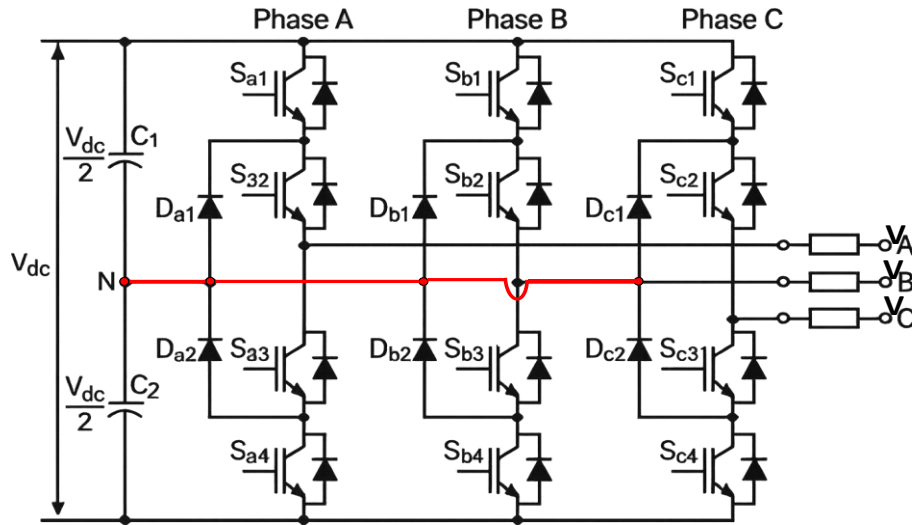 Phase A Phase B Phase C
Sa1 Sb1 Sc1
Vdc/2 C1
S32 Sb2 Sc2
Da1 Db1 Dc1
VA
Vdc
N
VB
VC
Da2 Sa3 Db2 Sb3 Dc2 Sc31
Vdc/2 C2
Sa4 Sb4 Sc4